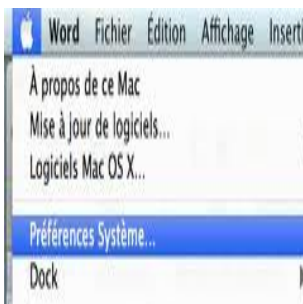 Word Fichier Édition Affichage Inserti
À propos de ce Mac
Mise à jour de logiciels...
Logiciels Mac OS X...
Préférences Système...
Dock